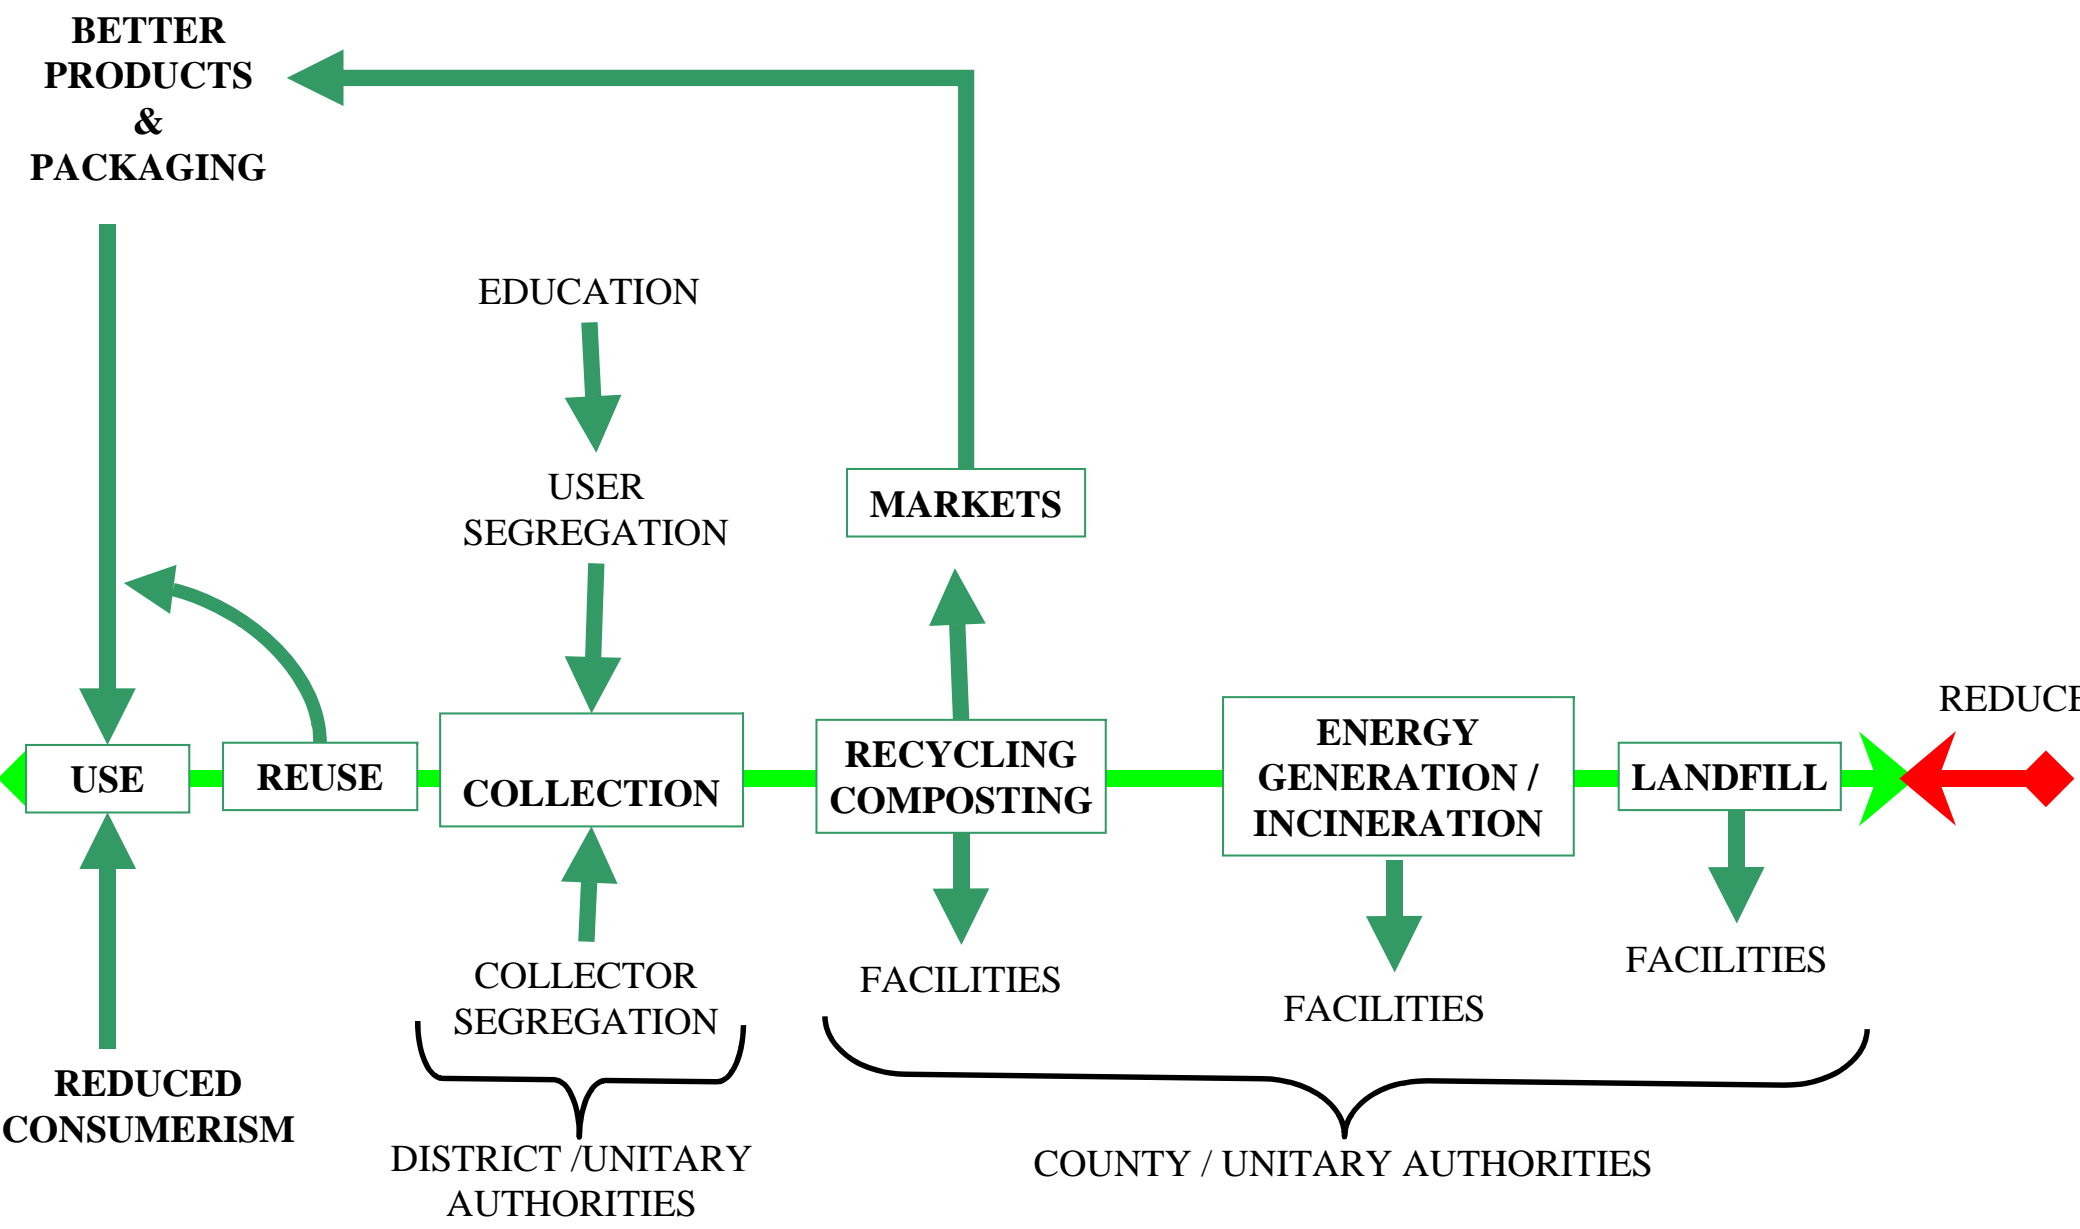 BETTER
PRODUCTS
&
PACKAGING
EDUCATION
USER
SEGREGATION
MARKETS
REDUCE
USE
REUSE
COLLECTION
RECYCLING
COMPOSTING
ENERGY
GENERATION /
INCINERATION
LANDFILL
COLLECTOR
SEGREGATION
FACILITIES
FACILITIES
FACILITIES
REDUCED
CONSUMERISM
DISTRICT /UNITARY
AUTHORITIES
COUNTY / UNITARY AUTHORITIES